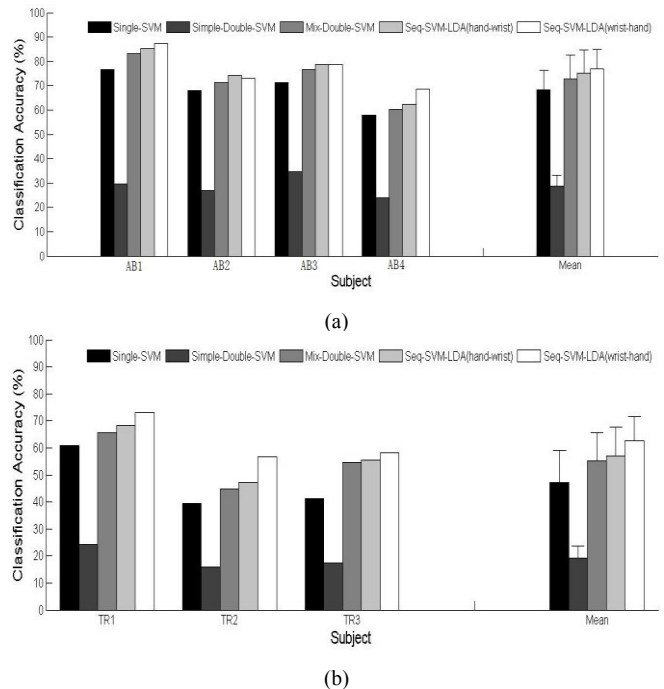 100
90
80
70
60
50
40
30
20
10
0
Classification Accuracy (%)
Single-SVM Simple-Double-SVM Mix-Double-SVM Seq-SVM-LDA(hand-wrist) Seq-SVM-LDA(wrist-hand)
AB1 AB2 AB3 AB4 Mean
Subject
(a)
100
90
80
70
60
50
40
30
20
10
0
Classification Accuracy (%)
Single-SVM Simple-Double-SVM Mix-Double-SVM Seq-SVM-LDA(hand-wrist) Seq-SVM-LDA(wrist-hand)
TR1 TR2 TR3 Mean
Subject
(b)